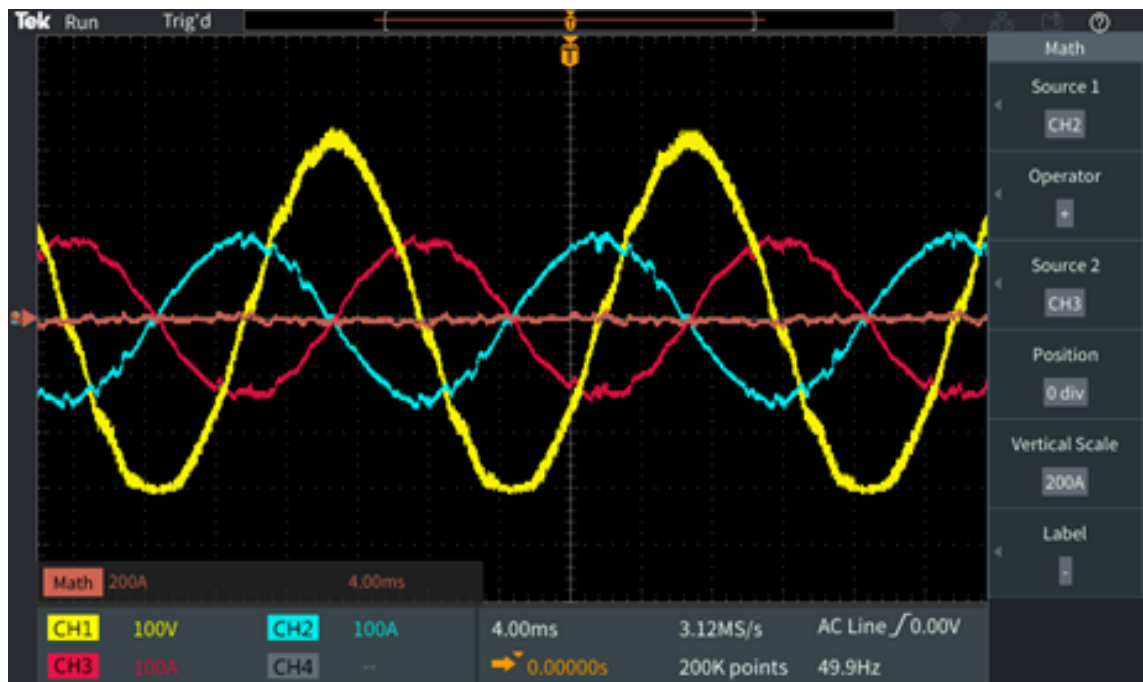 Tek Run Trig'd
Math
Source 1
CH2
Operator
+
Source 2
CH3
Position
0 div
Vertical Scale
200A
Label
-
Math 200A 4.00ms
CH1 100V CH2 100A 4.00ms 3.12MS/s AC Line 0.00V
CH3 100A CH4 -- 0.00000s 200K points 49.9Hz